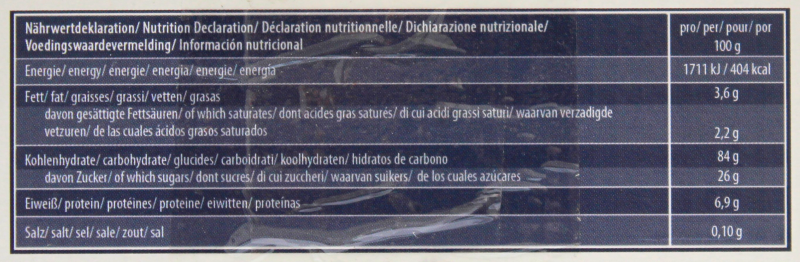 Nährwertdeklaration/ Nutrition Declaration/ Déclaration nutritionnelle/ Dichiarazione nutrizionale/ pro/ per/ pour/ por
Voedingswaardevermelding/ Información nutricional 100 g
Energie/ energy/ énergie/ energia/ energie/ energía 1711 kJ / 404 kcal
Fett/ fat/ graisses/ grassi/ vetten/ grasas 3,6 g
davon gesättigte Fettsäuren/ of which saturates/ dont acides gras saturés/ di cui acidi grassi saturi/ waarvan verzadigde
vetzuren/ de las cuales ácidos grasos saturados 2,2 g
Kohlenhydrate/ carbohydrate/ glucides/ carboidrati/ koolhydraten/ hidratos de carbono 84 g
davon Zucker/ of which sugars/ dont sucres/ di cui zuccheri/ waarvan suikers/ de los cuales azúcares 26 g
Eiweiß/ protein/ protéines/ proteine/ eiwitten/ proteínas 6,9 g
Salz/ salt/ sel/ sale/ zout/ sal 0,10 g